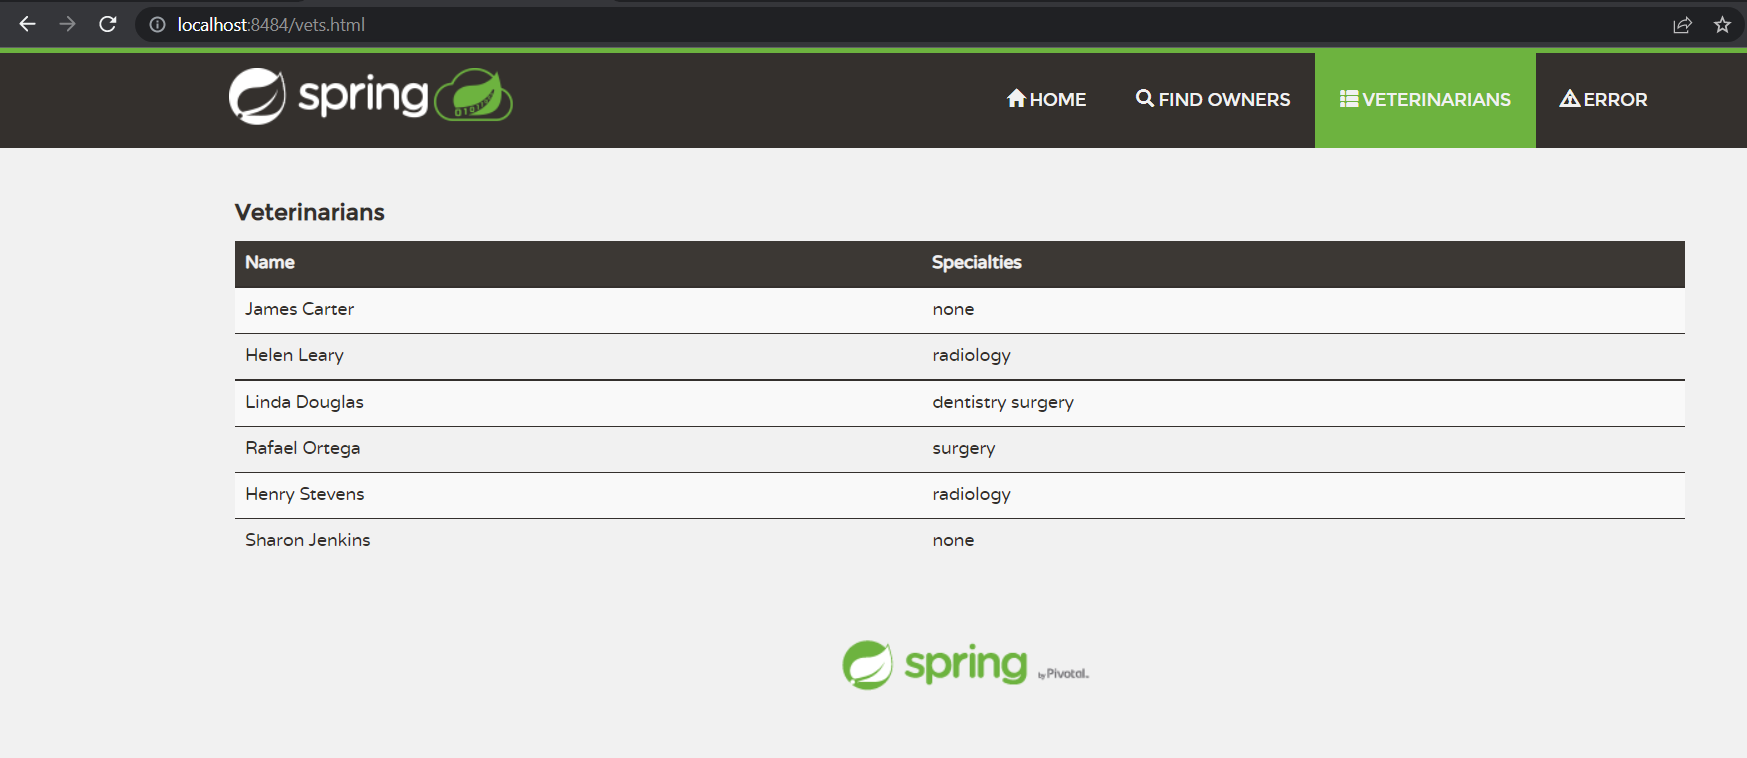 localhost:8484/vets.html
spring
HOME FIND OWNERS VETERINARIANS ERROR
Veterinarians
Name Specialties
James Carter none
Helen Leary radiology
Linda Douglas dentistry surgery
Rafael Ortega surgery
Henry Stevens radiology
Sharon Jenkins none
spring by Pivotal